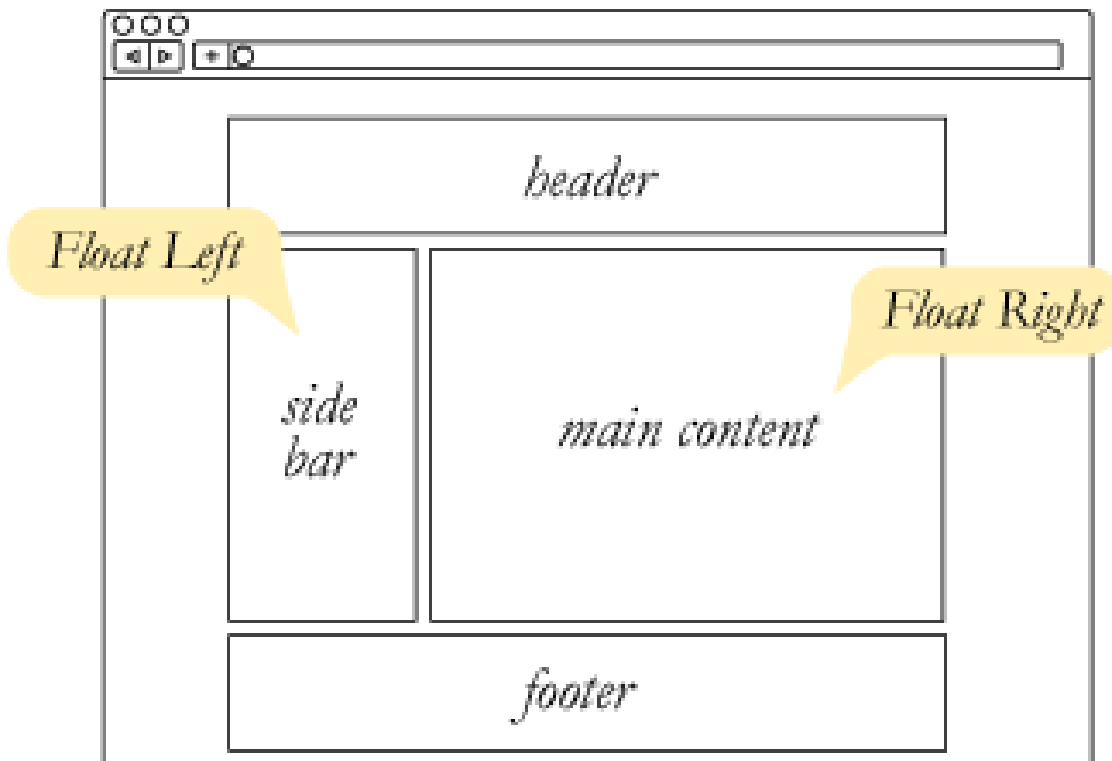 header
Float Left
Float Right
side
bar
main content
footer